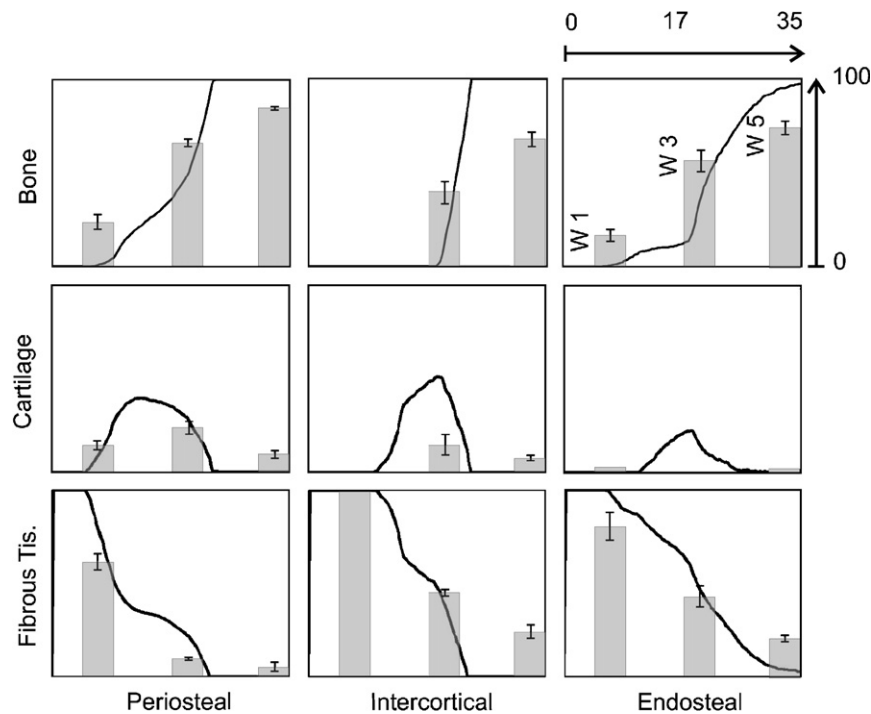 0 17 35
100
0
Bone
W 1
W 3
W 5
Cartilage
Fibrous Tis.
Periosteal Intercortical Endosteal